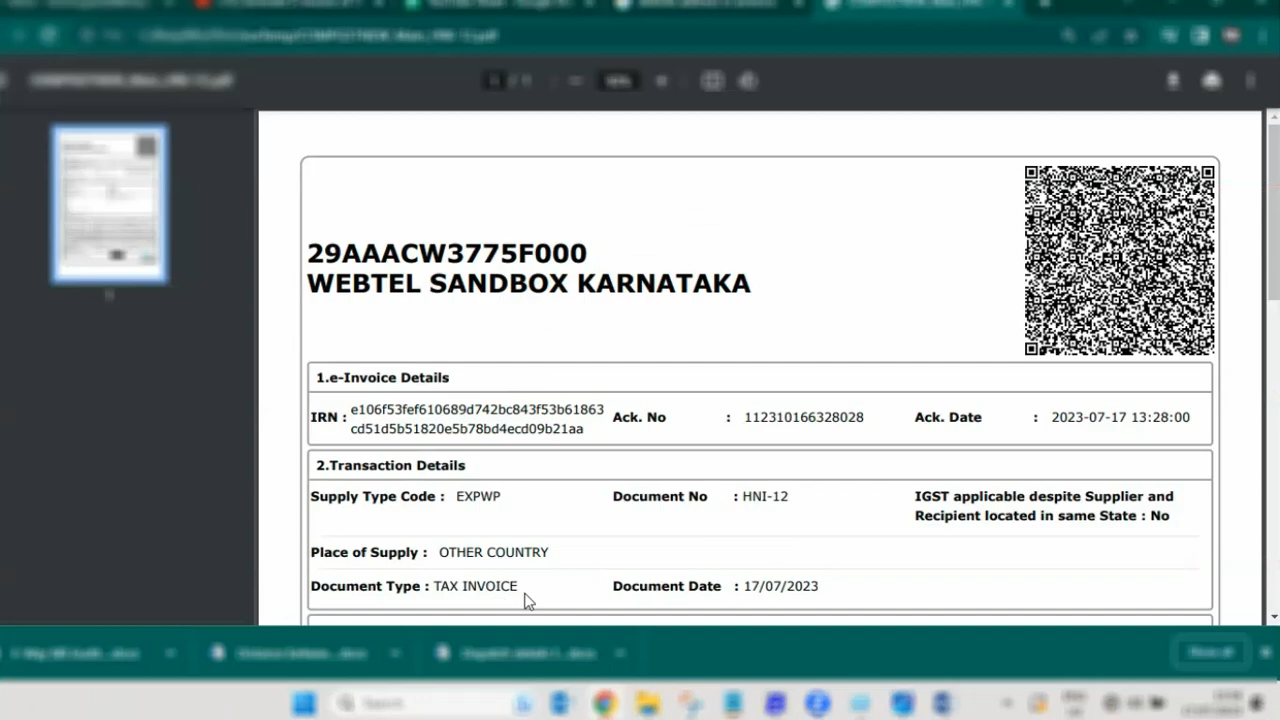 29AAACW3775F000
WEBTEL SANDBOX KARNATAKA
1.e-Invoice Details
IRN : e106f53fef610689d742bc843f53b61863
cd51d5b51820e5b78bd4ecd09b21aa
Ack. No : 112310166328028
Ack. Date : 2023-07-17 13:28:00
2.Transaction Details
Supply Type Code : EXPWP
Document No : HNI-12
IGST applicable despite Supplier and
Recipient located in same State : No
Place of Supply : OTHER COUNTRY
Document Type : TAX INVOICE
Document Date : 17/07/2023
Search
Show all